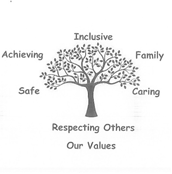 Inclusive
Achieving Family
Safe Caring
Respecting Others
Our Values